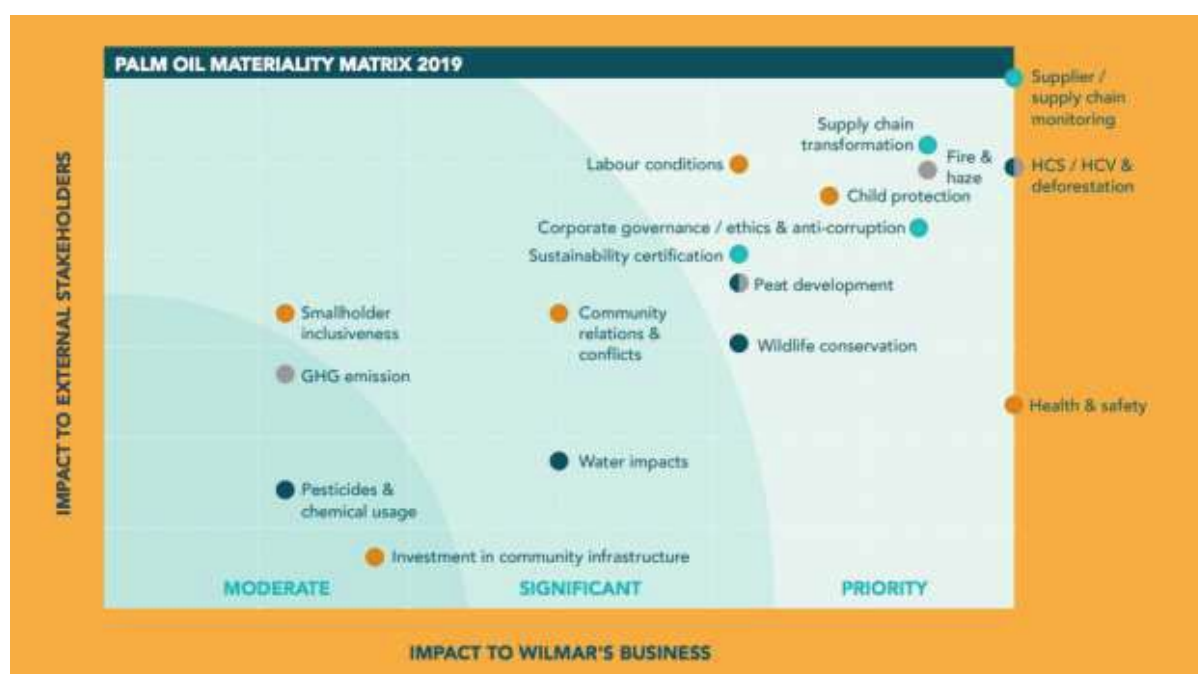 PALM OIL MATERIALITY MATRIX 2019
Supplier /
supply chain
monitoring
Supply chain
transformation
Labour conditions
Fire &
haze
HCS / HCV &
deforestation
Child protection
Corporate governance / ethics & anti-corruption
Sustainability certification
Peat development
Smallholder
inclusiveness
Community
relations &
conflicts
Wildlife conservation
GHG emission
Health & safety
Water impacts
Pesticides &
chemical usage
Investment in community infrastructure
MODERATE
SIGNIFICANT
PRIORITY
IMPACT TO EXTERNAL STAKEHOLDERS
IMPACT TO WILMAR'S BUSINESS